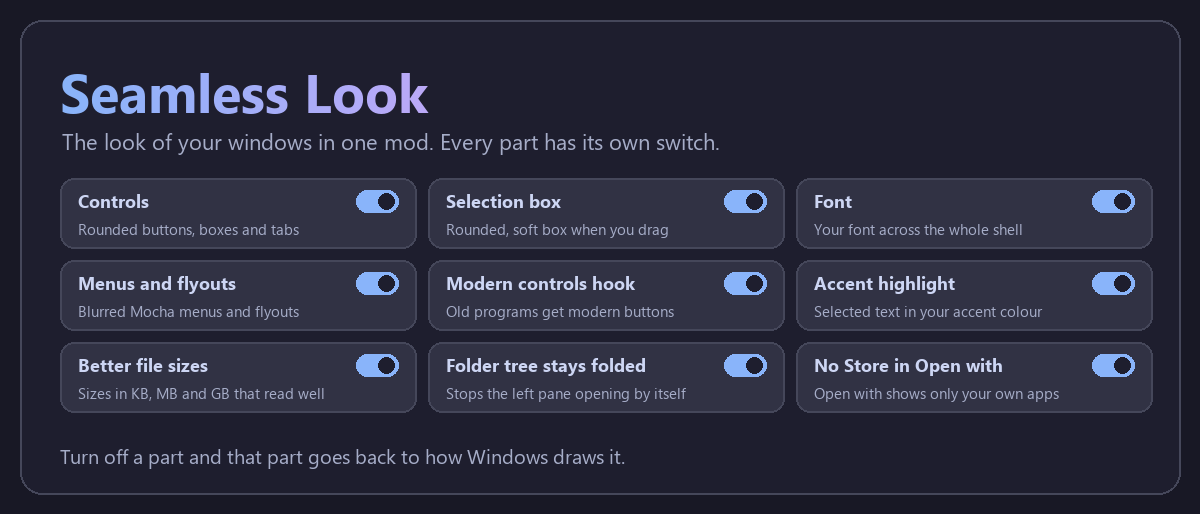 Seamless Look
The look of your windows in one mod. Every part has its own switch.
Controls
Rounded buttons, boxes and tabs
Selection box
Rounded, soft box when you drag
Font
Your font across the whole shell
Menus and flyouts
Blurred Mocha menus and flyouts
Modern controls hook
Old programs get modern buttons
Accent highlight
Selected text in your accent colour
Better file sizes
Sizes in KB, MB and GB that read well
Folder tree stays folded
Stops the left pane opening by itself
No Store in Open with
Open with shows only your own apps
Turn off a part and that part goes back to how Windows draws it.